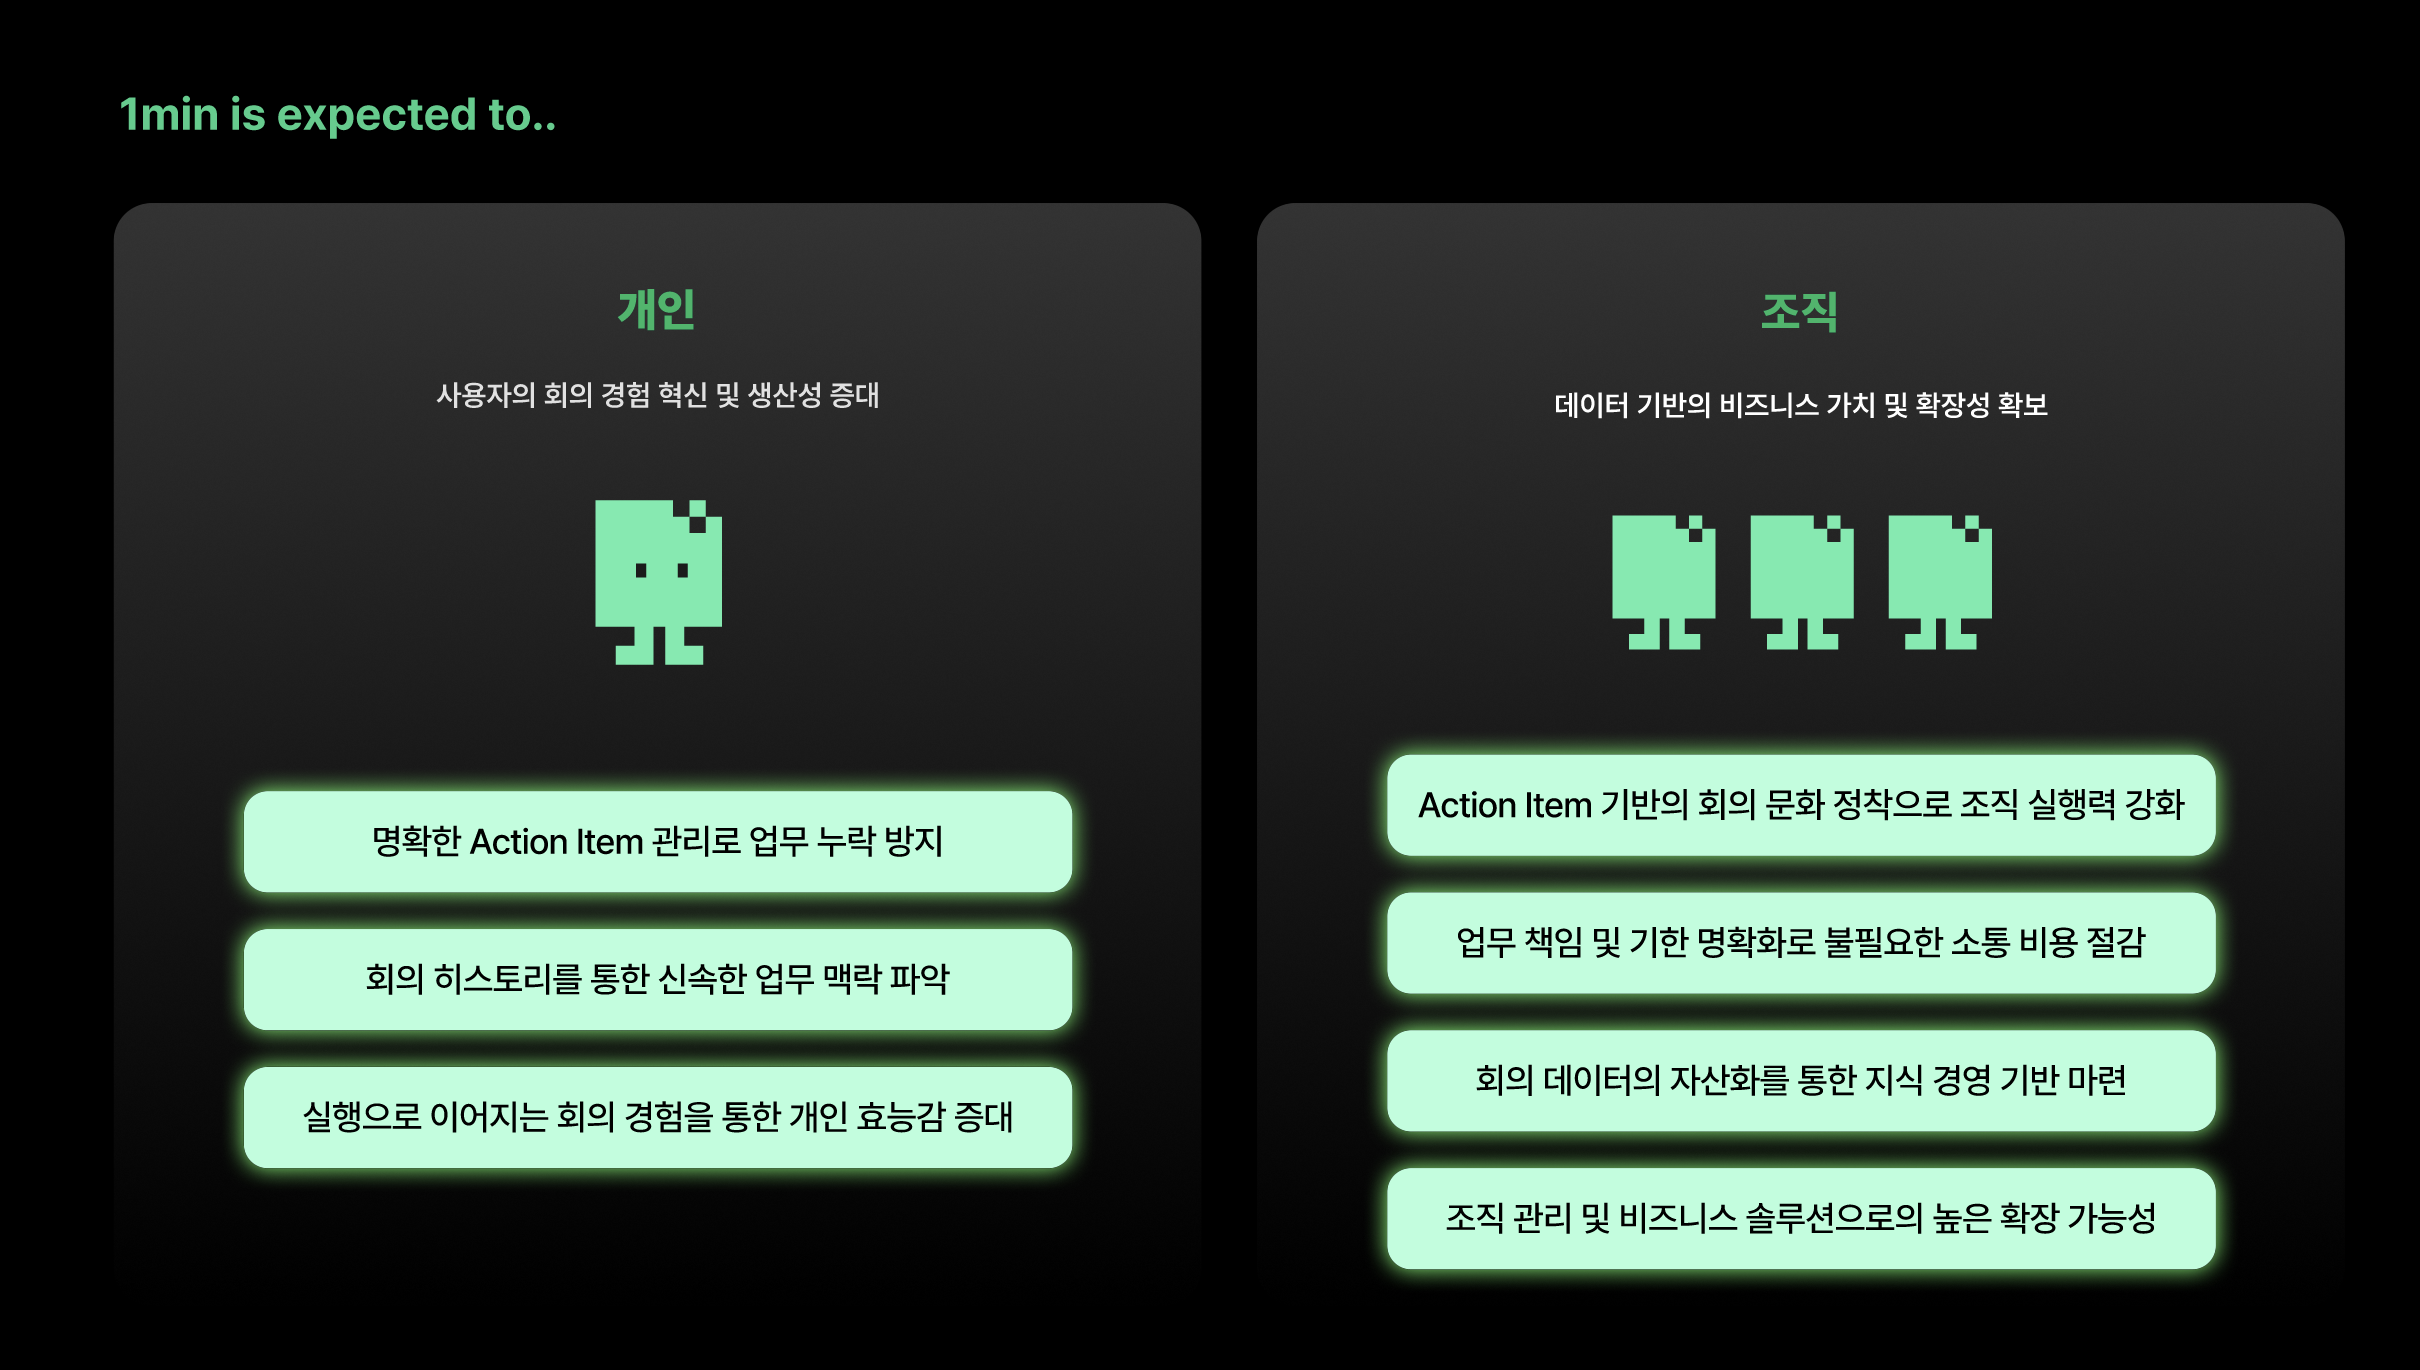 1min is expected to..
개인
사용자의 회의 경험 혁신 및 생산성 증대
명확한 Action Item 관리로 업무 누락 방지
회의 히스토리를 통한 신속한 업무 맥락 파악
실행으로 이어지는 회의 경험을 통한 개인 효능감 증대
조직
데이터 기반의 비즈니스 가치 및 확장성 확보
Action Item 기반의 회의 문화 정착으로 조직 실행력 강화
업무 책임 및 기한 명확화로 불필요한 소통 비용 절감
회의 데이터의 자산화를 통한 지식 경영 기반 마련
조직 관리 및 비즈니스 솔루션으로의 높은 확장 가능성